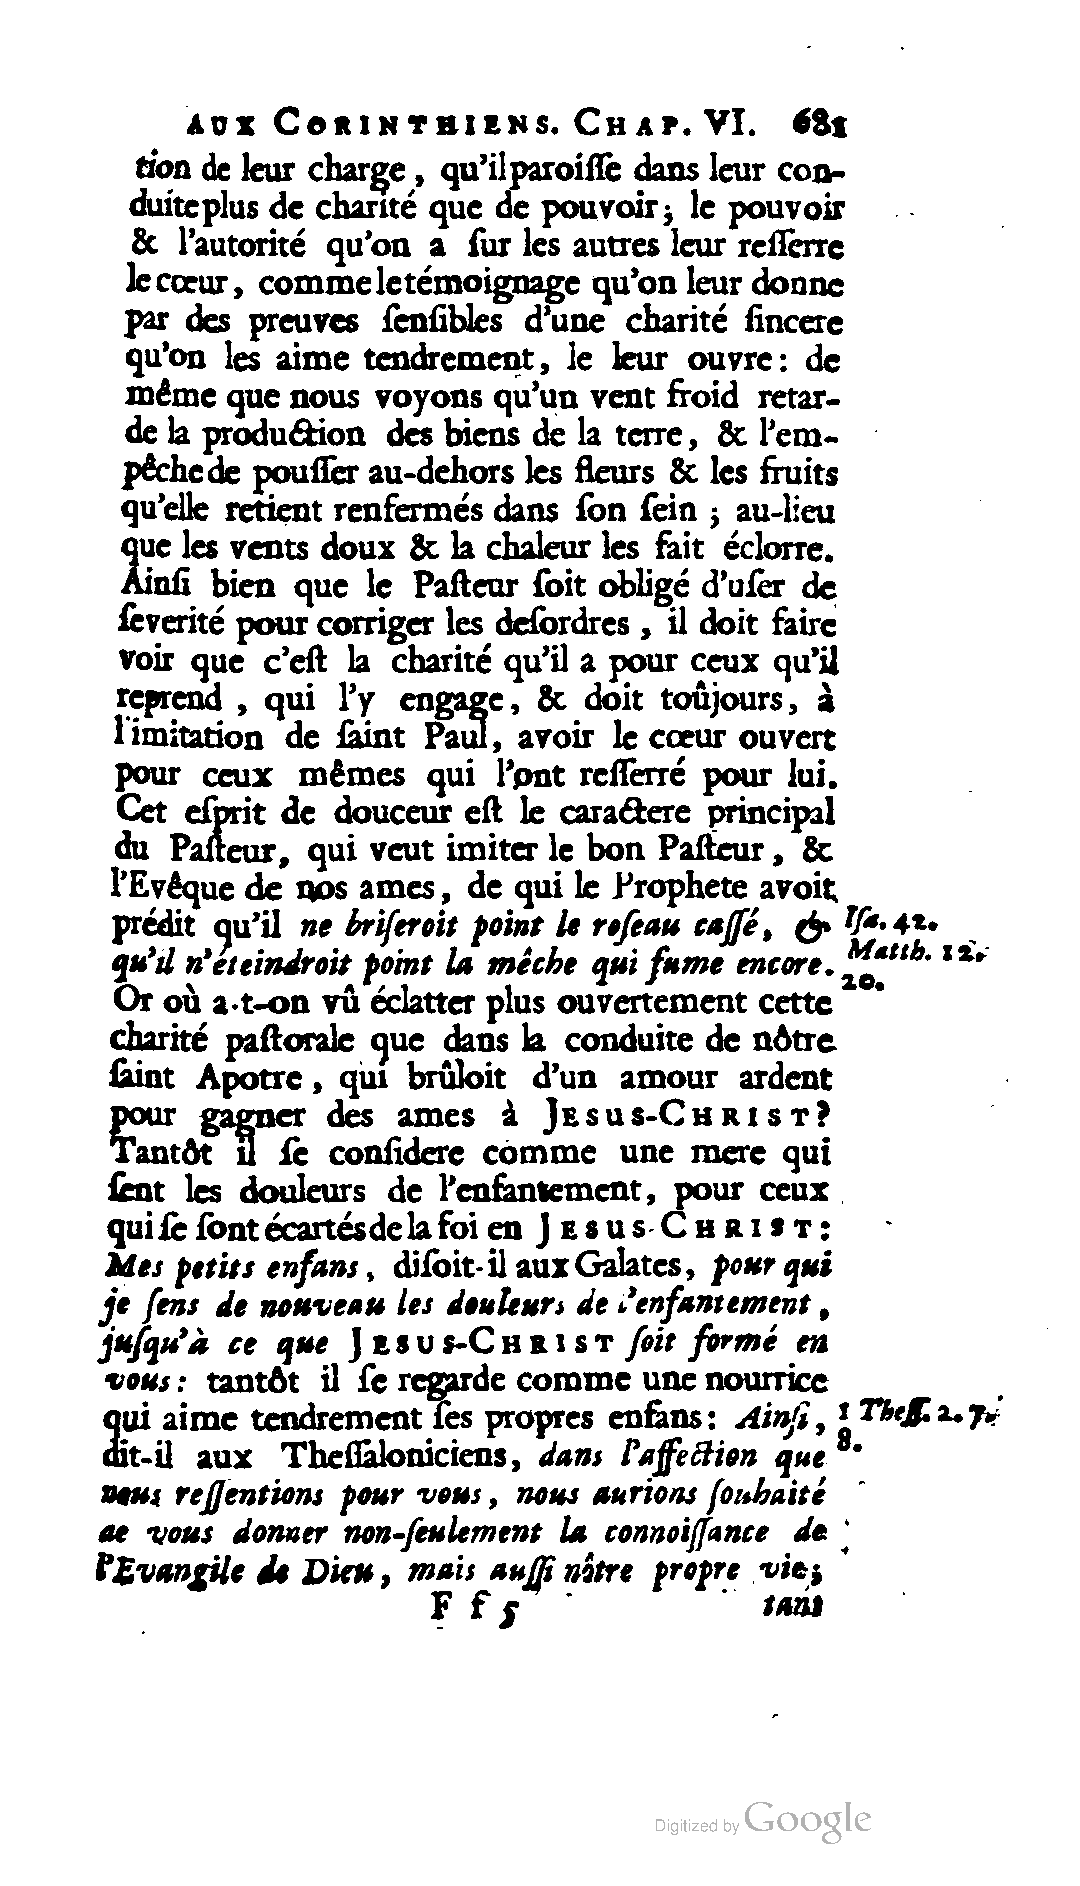 AUX CORINTHIENS. CHAP. VI. 681
tion de leur charge, qu'il paroiſſe dans leur con-
duite plus de charité que de pouvoir; le pouvoir
& l'autorité qu'on a ſur les autres leur reſſerre
le cœur, comme le témoignage qu'on leur donne
par des preuves ſenſibles d'une charité ſincere
qu'on les aime tendrement, le leur ouvre: de
même que nous voyons qu'un vent froid retar-
de la production des biens de la terre, & l'em-
pêche de pouſſer au-dehors les fleurs & les fruits
qu'elle retient renfermés dans ſon ſein; au-lieu
que les vents doux & la chaleur les fait éclorre.
Ainſi bien que le Paſteur ſoit obligé d'uſer de
ſeverité pour corriger les deſordres, il doit faire
voir que c'eſt la charité qu'il a pour ceux qu'il
reprend, qui l'y engage, & doit toûjours, à
l'imitation de ſaint Paul, avoir le cœur ouvert
pour ceux mêmes qui l'ont reſſerré pour lui.
Cet eſprit de douceur eſt le caractere principal
du Paſteur, qui veut imiter le bon Paſteur, &
l'Evêque de nos ames, de qui le Prophete avoit
prédit qu'il ne briſeroit point le roſeau caſſé, & Iſa. 42.
qu'il n'éteindroit point la mêche qui fume encore. Matth. 12.
20.
Or où a-t-on vû éclatter plus ouvertement cette
charité paſtorale que dans la conduite de nôtre
ſaint Apotre, qui brûloit d'un amour ardent
pour gagner des ames à JESUS-CHRIST?
Tantôt il ſe conſidere comme une mere qui
ſent les douleurs de l'enfantement, pour ceux
qui ſe ſont écartés de la foi en JESUS-CHRIST:
Mes petits enfans, diſoit-il aux Galates, pour qui
je ſens de nouveau les douleurs de l'enfantement,
juſqu'à ce que JESUS-CHRIST ſoit formé en
vous: tantôt il ſe regarde comme une nourrice
qui aime tendrement ſes propres enfans: Ainſi, 1 Theſſ. 2. 7.
8.
dit-il aux Theſſaloniciens, dans l'affection que
nous reſſentions pour vous, nous aurions ſouhaité
de vous donner non-ſeulement la connoiſſance de
l'Evangile de Dieu, mais auſſi nôtre propre vie;
F f 5 tant
Digitized by Google